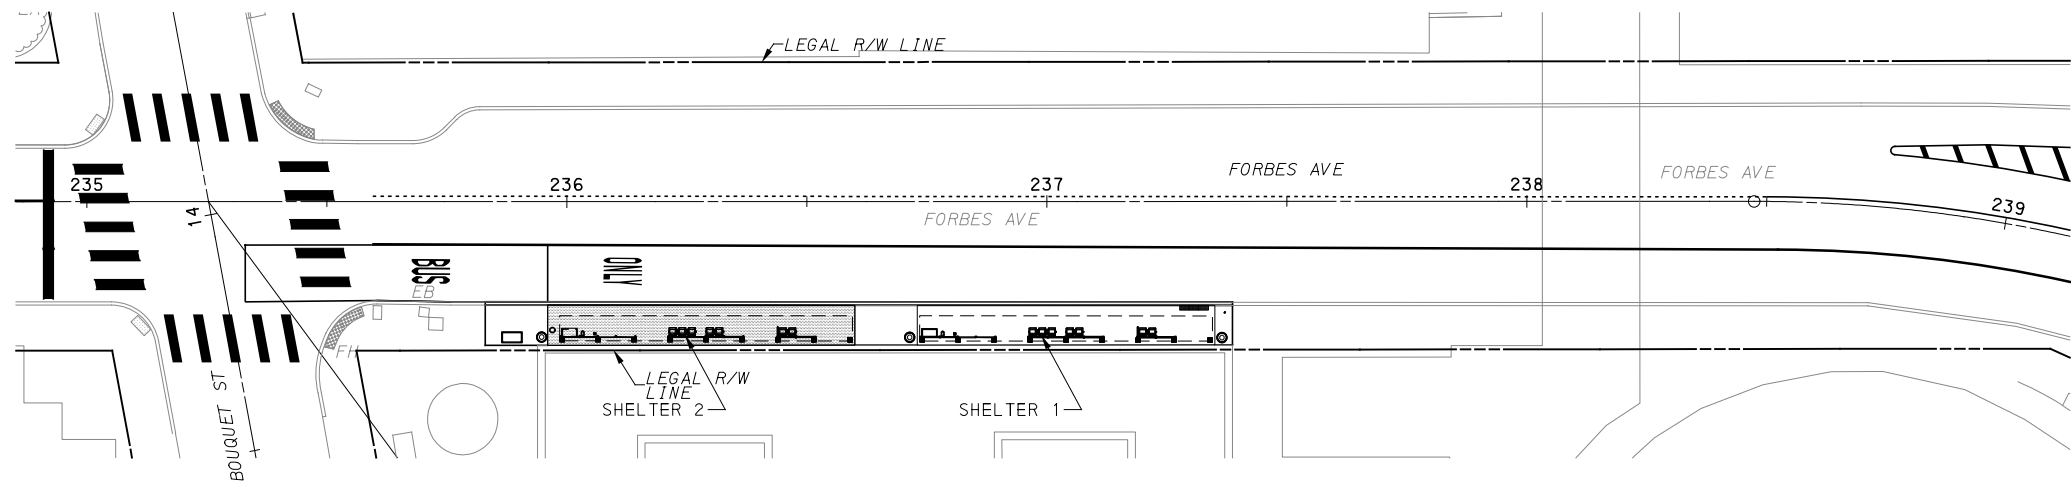 LEGAL R/W LINE
FORBES AVE
FORBES AVE
235
236
237
238
239
14
FORBES AVE
BUS
ONLY
EB
FH
LEGAL R/W
LINE
SHELTER 2
SHELTER 1
BOUQUET ST